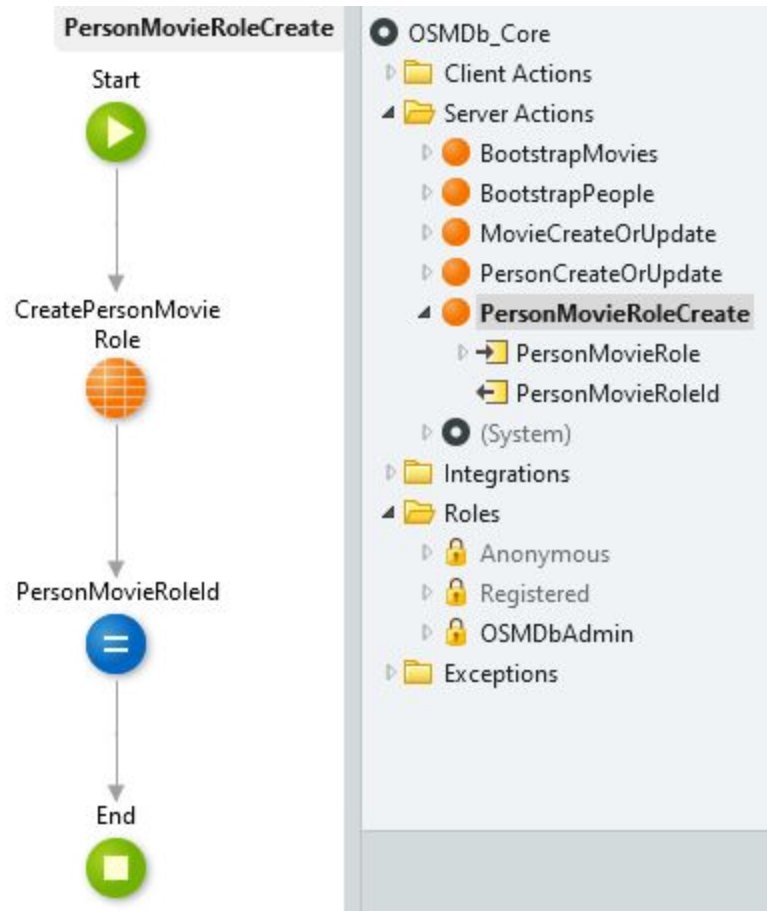 PersonMovieRoleCreate
Start
CreatePersonMovie
Role
PersonMovieRoleId
End
OSMDb_Core
Client Actions
Server Actions
BootstrapMovies
BootstrapPeople
MovieCreateOrUpdate
PersonCreateOrUpdate
PersonMovieRoleCreate
PersonMovieRole
PersonMovieRoleId
(System)
Integrations
Roles
Anonymous
Registered
OSMDbAdmin
Exceptions